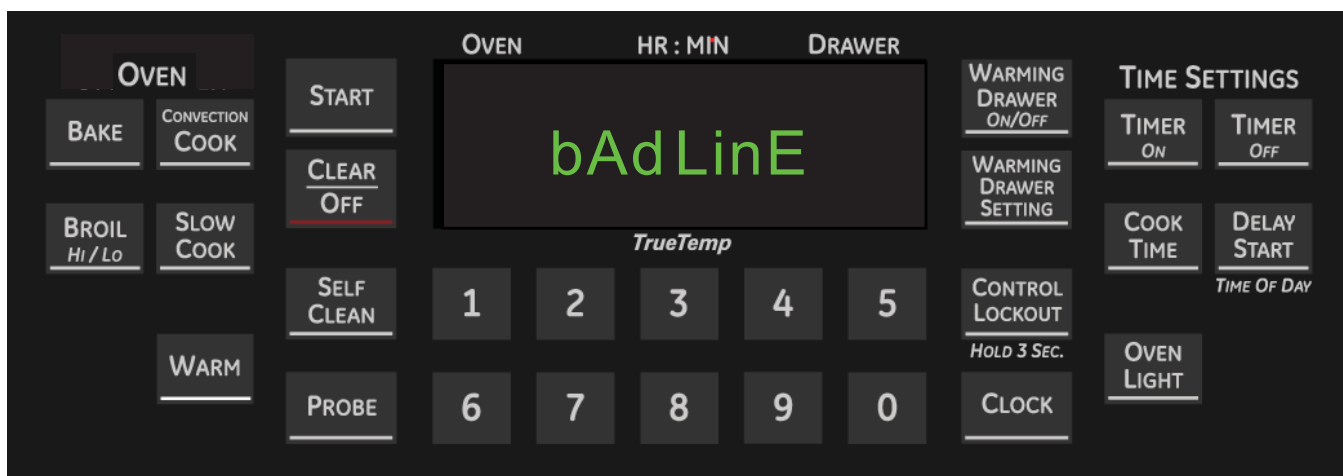 OVEN HR : MIN DRAWER
OVEN
BAKE
CONVECTION
COOK
BROIL
HI / LO
SLOW
COOK
WARM
START
CLEAR
OFF
SELF
CLEAN
PROBE
bAd LinE
TrueTemp
1 2 3 4 5
6 7 8 9 0
WARMING
DRAWER
ON/OFF
WARMING
DRAWER
SETTING
CONTROL
LOCKOUT
HOLD 3 SEC.
CLOCK
TIME SETTINGS
TIMER
ON
TIMER
OFF
COOK
TIME
DELAY
START
TIME OF DAY
OVEN
LIGHT